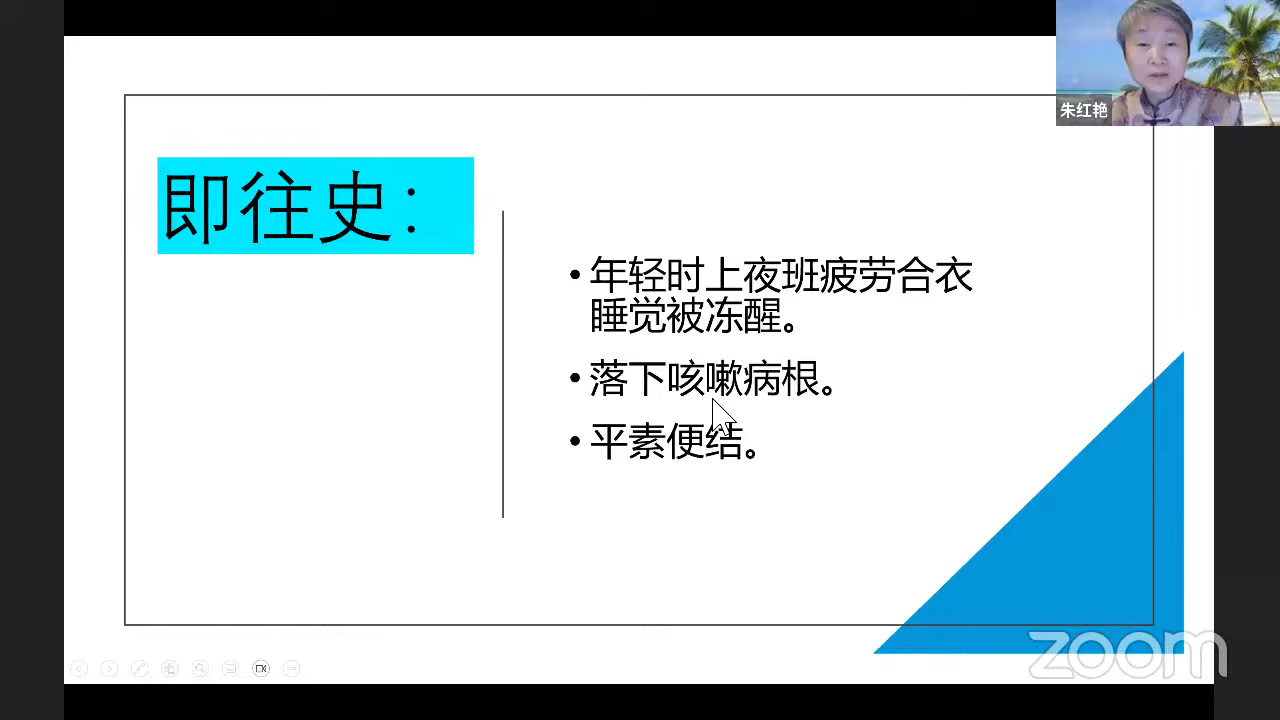 朱红艳
即往史：
• 年轻时上夜班疲劳合衣
睡觉被冻醒。
• 落下咳嗽病根。
• 平素便结。
zoom